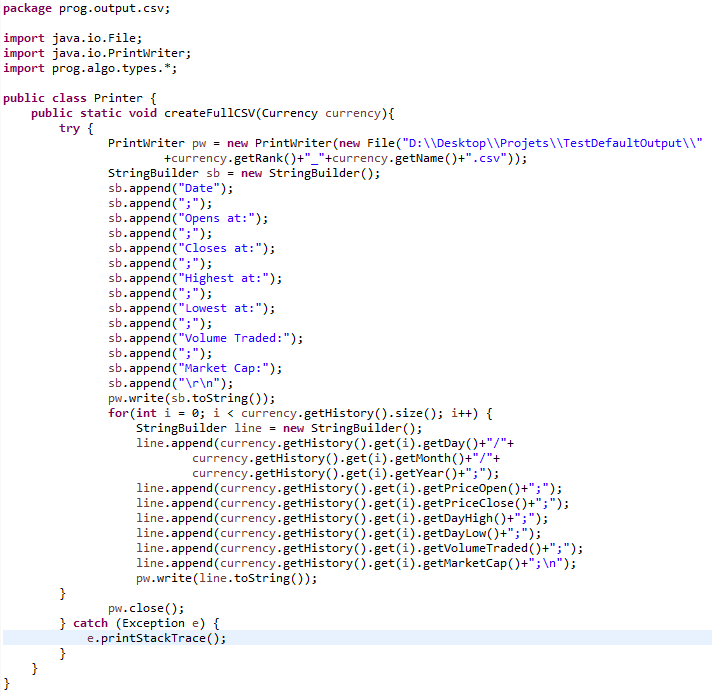 package prog.output.csv;
import java.io.File;
import java.io.PrintWriter;
import prog.algo.types.*;
public class Printer {
public static void createFullCSV(Currency currency){
try {
PrintWriter pw = new PrintWriter(new File("D:\\Desktop\\Projets\\TestDefaultOutput\\"
+currency.getRank()+"_"+currency.getName()+".csv"));
StringBuilder sb = new StringBuilder();
sb.append("Date");
sb.append(";");
sb.append("Opens at:");
sb.append(";");
sb.append("Closes at:");
sb.append(";");
sb.append("Highest at:");
sb.append(";");
sb.append("Lowest at:");
sb.append(";");
sb.append("Volume Traded:");
sb.append(";");
sb.append("Market Cap:");
sb.append("\r\n");
pw.write(sb.toString());
for(int i = 0; i < currency.getHistory().size(); i++) {
StringBuilder line = new StringBuilder();
line.append(currency.getHistory().get(i).getDay()+"/"+
currency.getHistory().get(i).getMonth()+"/"+
currency.getHistory().get(i).getYear()+";");
line.append(currency.getHistory().get(i).getPriceOpen()+";");
line.append(currency.getHistory().get(i).getPriceClose()+";");
line.append(currency.getHistory().get(i).getDayHigh()+";");
line.append(currency.getHistory().get(i).getDayLow()+";");
line.append(currency.getHistory().get(i).getVolumeTraded()+";");
line.append(currency.getHistory().get(i).getMarketCap()+";\n");
pw.write(line.toString());
}
pw.close();
} catch (Exception e) {
e.printStackTrace();
}
}
}